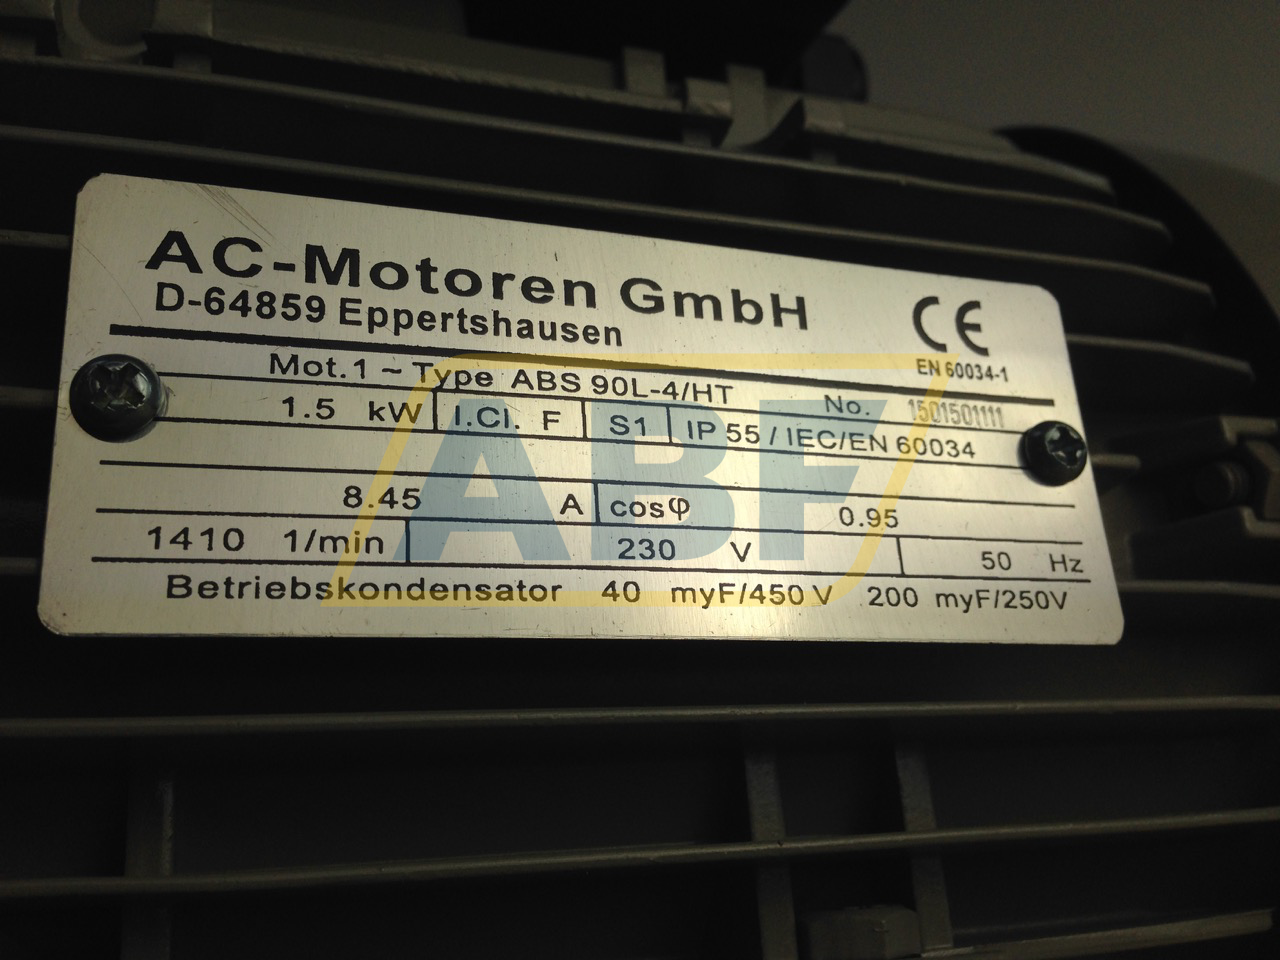 AC-Motoren GmbH
D-64859 Eppertshausen
CE
EN 60034-1
Mot.1 ~ Type ABS 90L-4/HT No. 1501501111
1.5 kW I.Cl. F S1 IP 55 / IEC/EN 60034
8.45 A cosφ 0.95
1410 1/min 230 V 50 Hz
Betriebskondensator 40 myF/450 V 200 myF/250V
ABF